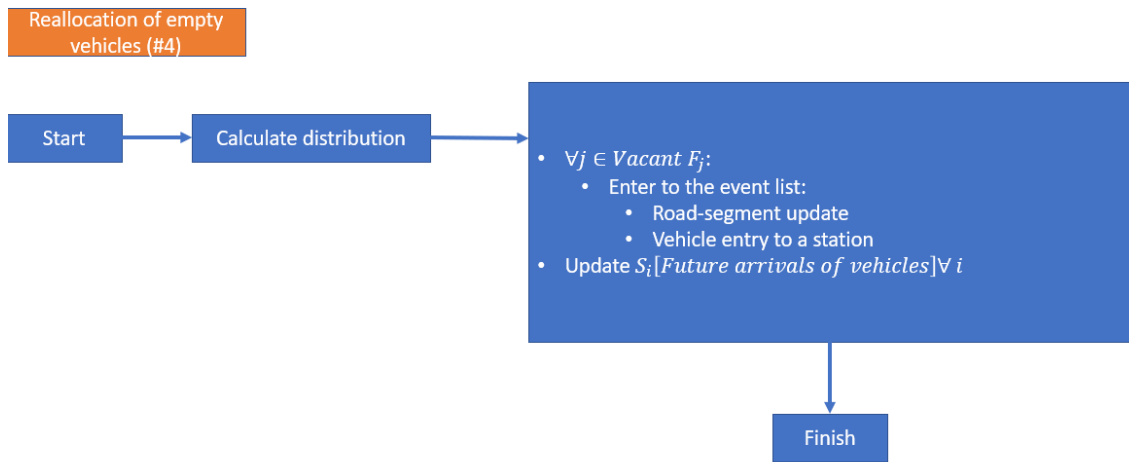 Reallocation of empty
vehicles (#4)
Start
Calculate distribution
• ∀j ∈ Vacant F_j:
• Enter to the event list:
• Road-segment update
• Vehicle entry to a station
• Update S_i[Future arrivals of vehicles]∀ i
Finish